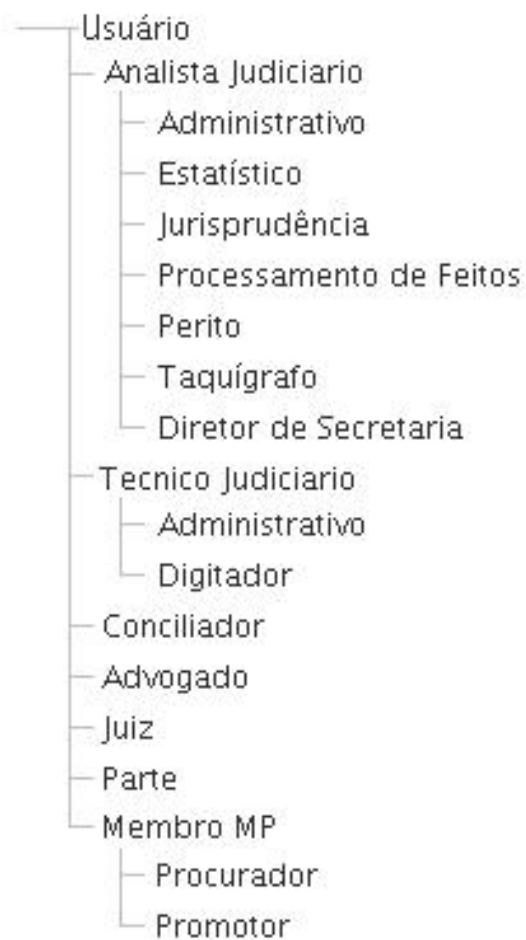 Usuário
Analista Judiciario
Administrativo
Estatístico
Jurisprudência
Processamento de Feitos
Perito
Taquígrafo
Diretor de Secretaria
Tecnico Judiciario
Administrativo
Digitador
Conciliador
Advogado
Juiz
Parte
Membro MP
Procurador
Promotor